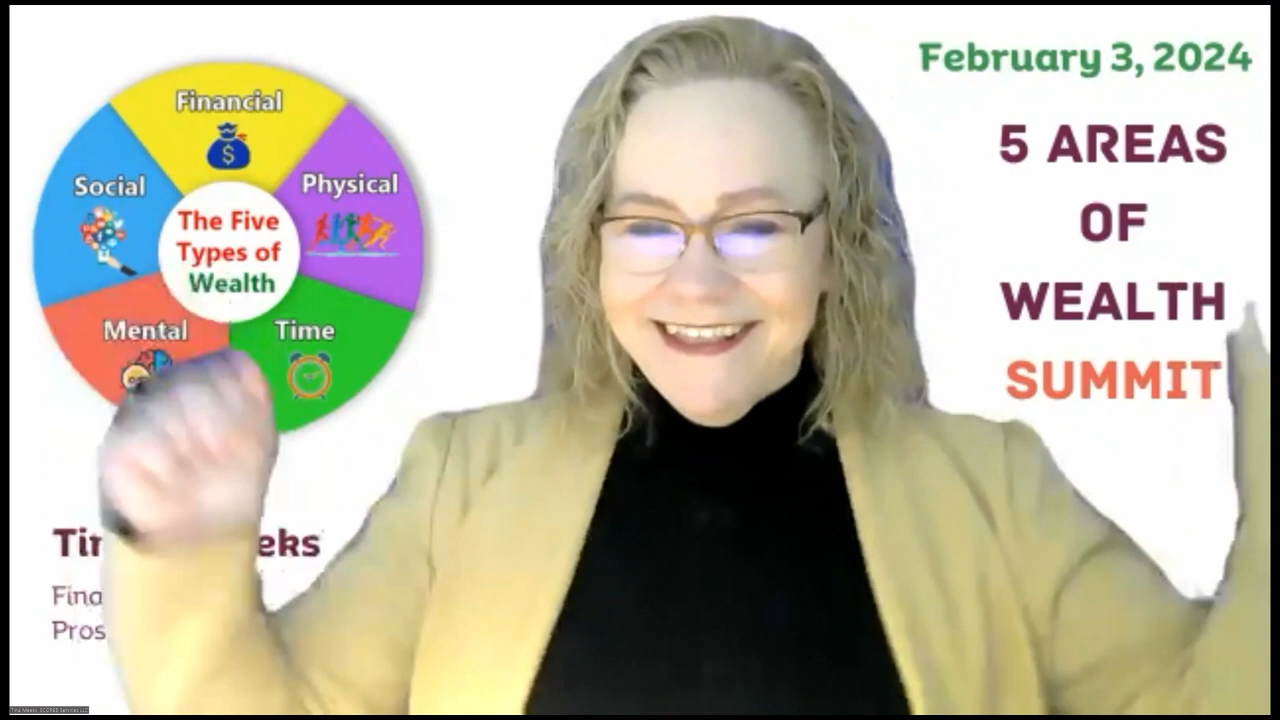 February 3, 2024
5 AREAS
OF
WEALTH
SUMMIT
Financial
Social
Physical
The Five
Types of
Wealth
Mental
Time
$